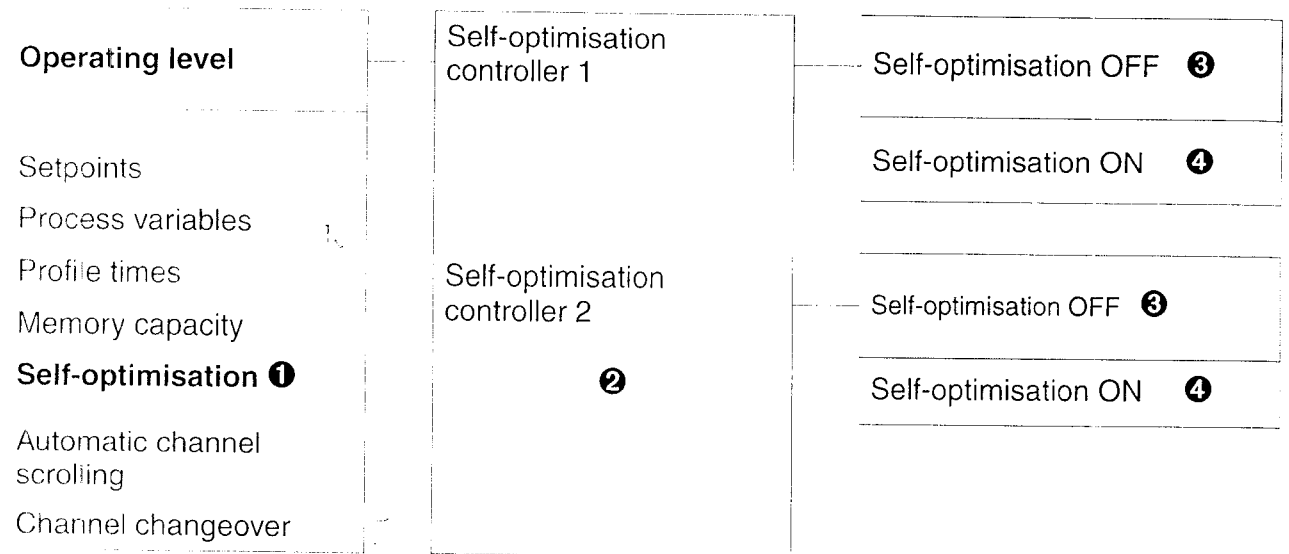 Operating level
Setpoints
Process variables
Profile times
Memory capacity
Self-optimisation ❶
Automatic channel
scrolling
Channel changeover
Self-optimisation
controller 1
Self-optimisation
controller 2
❷
Self-optimisation OFF ❸
Self-optimisation ON ❹
Self-optimisation OFF ❸
Self-optimisation ON ❹